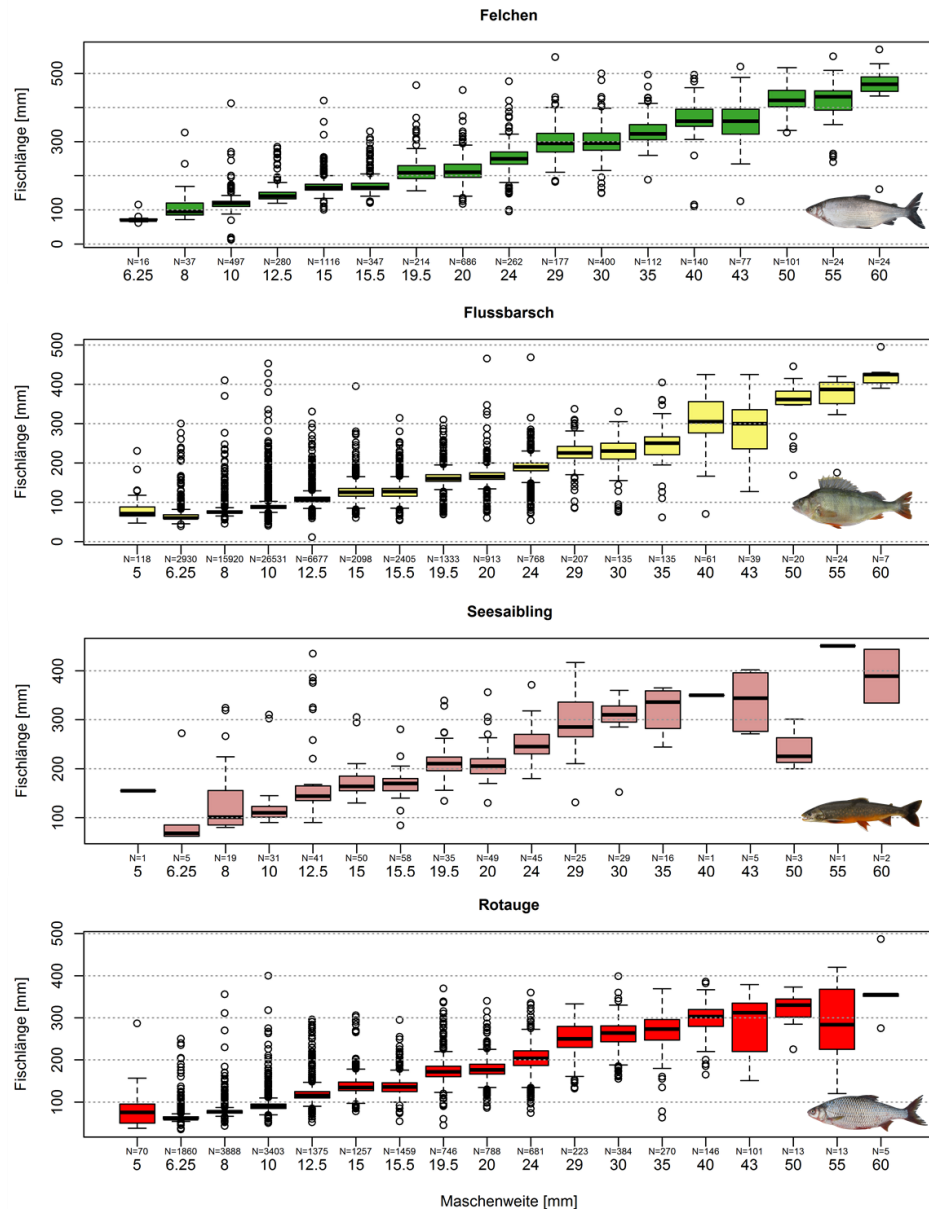 Felchen
Fischlänge [mm]
500
300
100
0
N=16 N=37 N=497 N=280 N=1116 N=347 N=214 N=686 N=262 N=177 N=400 N=112 N=140 N=77 N=101 N=24 N=24
6.25 8 10 12.5 15 15.5 19.5 20 24 29 30 35 40 43 50 55 60
Flussbarsch
Fischlänge [mm]
500
400
300
200
100
0
N=118 N=2930 N=15920 N=26531 N=6677 N=2098 N=2405 N=1333 N=913 N=768 N=207 N=135 N=135 N=61 N=39 N=20 N=24 N=7
5 6.25 8 10 12.5 15 15.5 19.5 20 24 29 30 35 40 43 50 55 60
Seesaibling
Fischlänge [mm]
400
300
200
100
N=1 N=5 N=19 N=31 N=41 N=50 N=58 N=35 N=49 N=45 N=25 N=29 N=16 N=1 N=5 N=3 N=1 N=2
5 6.25 8 10 12.5 15 15.5 19.5 20 24 29 30 35 40 43 50 55 60
Rotauge
Fischlänge [mm]
500
400
300
200
100
N=70 N=1860 N=3888 N=3403 N=1375 N=1257 N=1459 N=746 N=788 N=681 N=223 N=384 N=270 N=146 N=101 N=13 N=13 N=5
5 6.25 8 10 12.5 15 15.5 19.5 20 24 29 30 35 40 43 50 55 60
Maschenweite [mm]